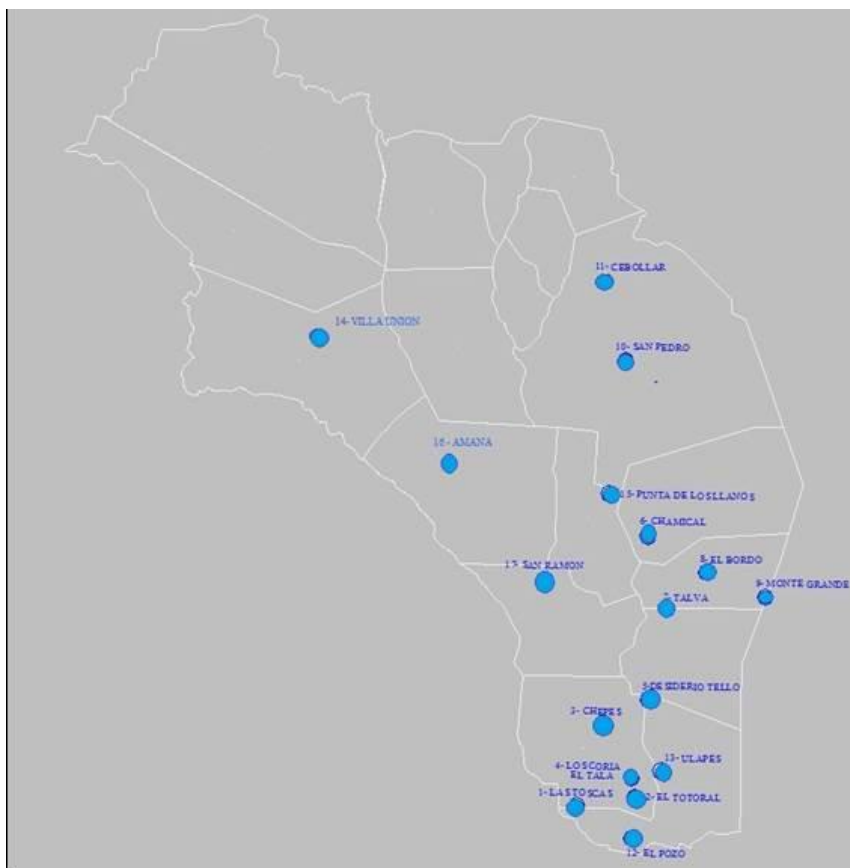 11- CEBOLLAR
14- VILLA UNION
10- SAN PEDRO
16- AMANA
15- PUNTA DE LOS LLANOS
6- CHAMICAL
8- EL BORDO
17- SAN RAMON
9- MONTE GRANDE
7- TALVA
5- DESIDERIO TELLO
3- CHEPES
13- ULAPES
4- LOS CORIA
EL TALA
1- LAS TOSCAS
2- EL TOTORAL
12- EL POZO